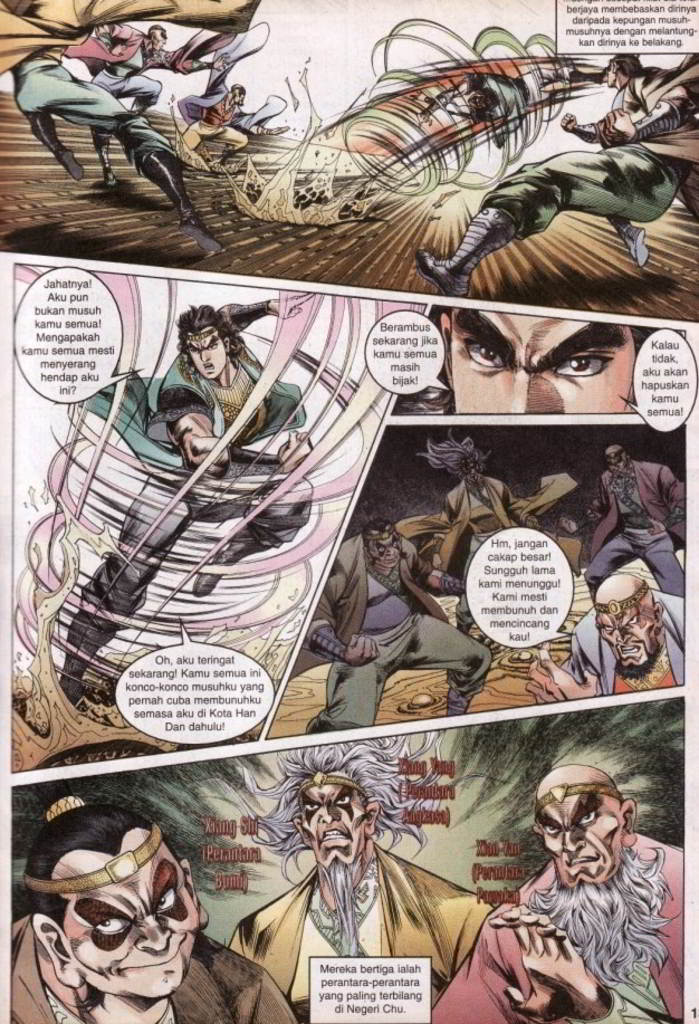 berjaya membebaskan dirinya
daripada kepungan musuh-
musuhnya dengan melantung-
kan dirinya ke belakang.
Jahatnya!
Aku pun
bukan musuh
kamu semua!
Mengapakah
kamu semua mesti
menyerang
hendap aku
ini?
Berambus
sekarang jika
kamu semua
masih
bijak!
Kalau
tidak,
aku akan
hapuskan
kamu
semua!
Oh, aku teringat
sekarang! Kamu semua ini
konco-konco musuhku yang
pernah cuba membunuhku
semasa aku di Kota Han
Dan dahulu!
Hm, jangan
cakap besar!
Sungguh lama
kami menunggu!
Kami mesti
membunuh dan
mencincang
kau!
Xiang Shi
(Perantara
Bumi)
Xiang Yang
(Perantara
Angkasa)
Xian Yan
(Perantara
Mereka bertiga ialah
perantara-perantara
yang paling terbilang
di Negeri Chu.
1